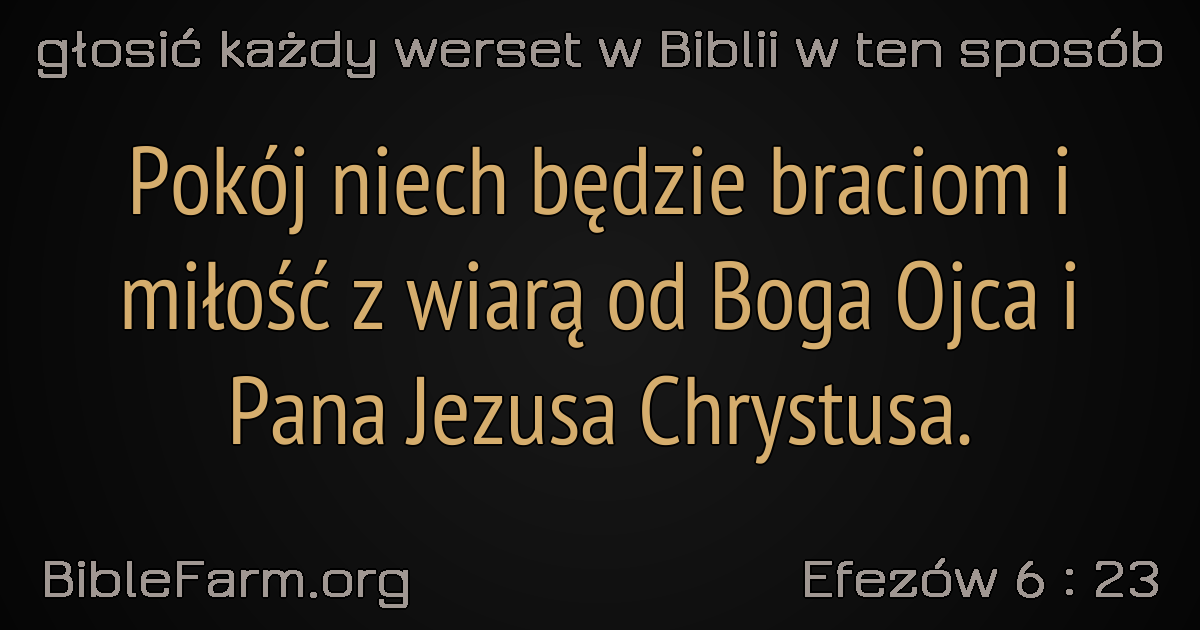 głosić każdy werset w Biblii w ten sposób
Pokój niech będzie braciom i
miłość z wiarą od Boga Ojca i
Pana Jezusa Chrystusa.
BibleFarm.org
Efezów 6 : 23